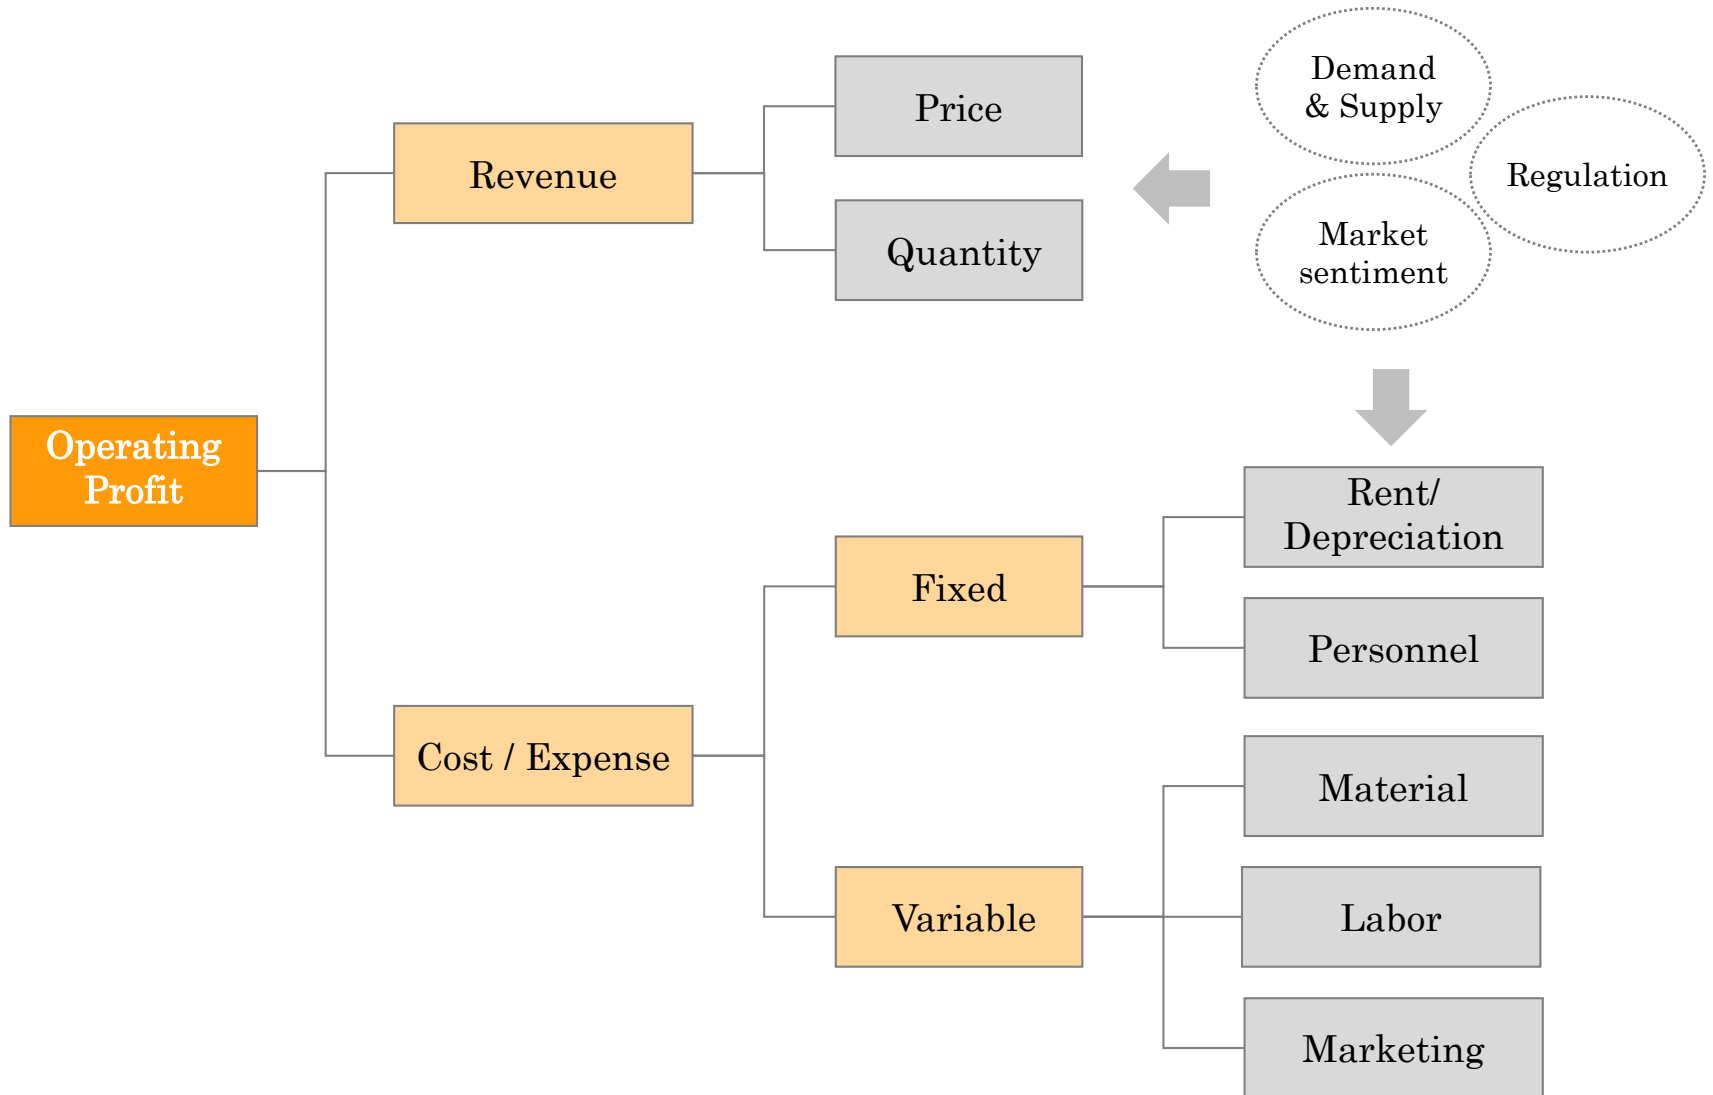 Operating
Profit
Revenue
Price
Quantity
Demand
& Supply
Regulation
Market
sentiment
Cost / Expense
Fixed
Rent/
Depreciation
Personnel
Variable
Material
Labor
Marketing